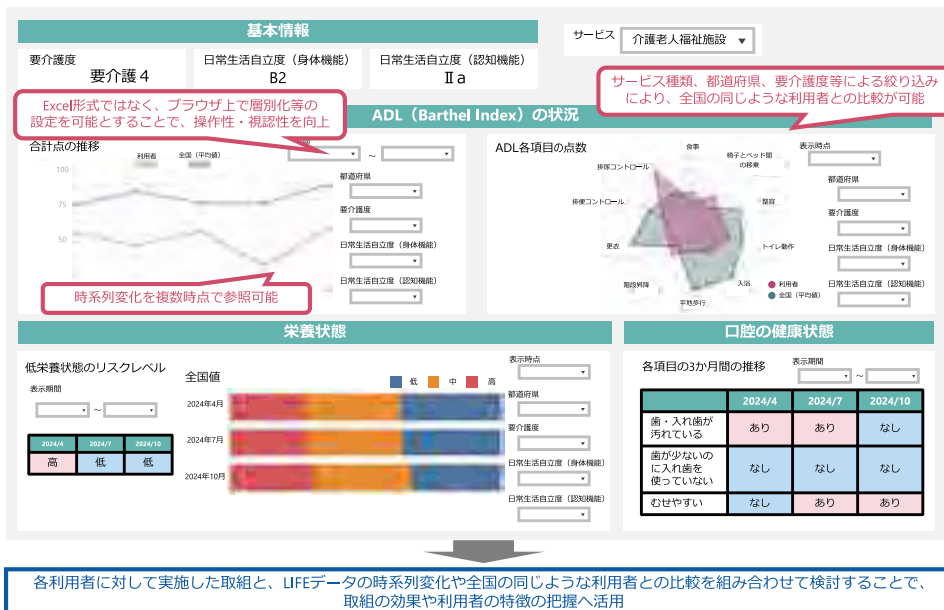 基本情報
サービス
介護老人福祉施設
要介護度
要介護4
日常生活自立度（身体機能）
B2
日常生活自立度（認知機能）
Ⅱa
サービス種類、都道府県、要介護度等による絞り込み
により、全国の同じような利用者との比較が可能
Excel形式ではなく、ブラウザ上で層別化等の
設定を可能とすることで、操作性・視認性を向上
ADL（Barthel Index）の状況
合計点の推移
利用者
全国（平均値）
～
100
75
50
都道府県
要介護度
日常生活自立度（身体機能）
日常生活自立度（認知機能）
時系列変化を複数時点で参照可能
ADL各項目の点数
食事
椅子とベッド間
の移乗
整容
トイレ動作
入浴
平地歩行
階段昇降
更衣
排便コントロール
排尿コントロール
利用者
全国（平均値）
表示時点
都道府県
要介護度
日常生活自立度（身体機能）
日常生活自立度（認知機能）
栄養状態
低栄養状態のリスクレベル
表示期間
～
2024/4 2024/7 2024/10
高 低 低
全国値
低 中 高
2024年4月
2024年7月
2024年10月
表示時点
都道府県
要介護度
日常生活自立度（身体機能）
日常生活自立度（認知機能）
口腔の健康状態
各項目の3か月間の推移
表示期間
～
2024/4 2024/7 2024/10
歯・入れ歯が
汚れている
あり あり なし
歯が少ないの
に入れ歯を
使っていない
なし なし なし
むせやすい なし あり あり
各利用者に対して実施した取組と、LIFEデータの時系列変化や全国の同じような利用者との比較を組み合わせて検討することで、
取組の効果や利用者の特徴の把握へ活用